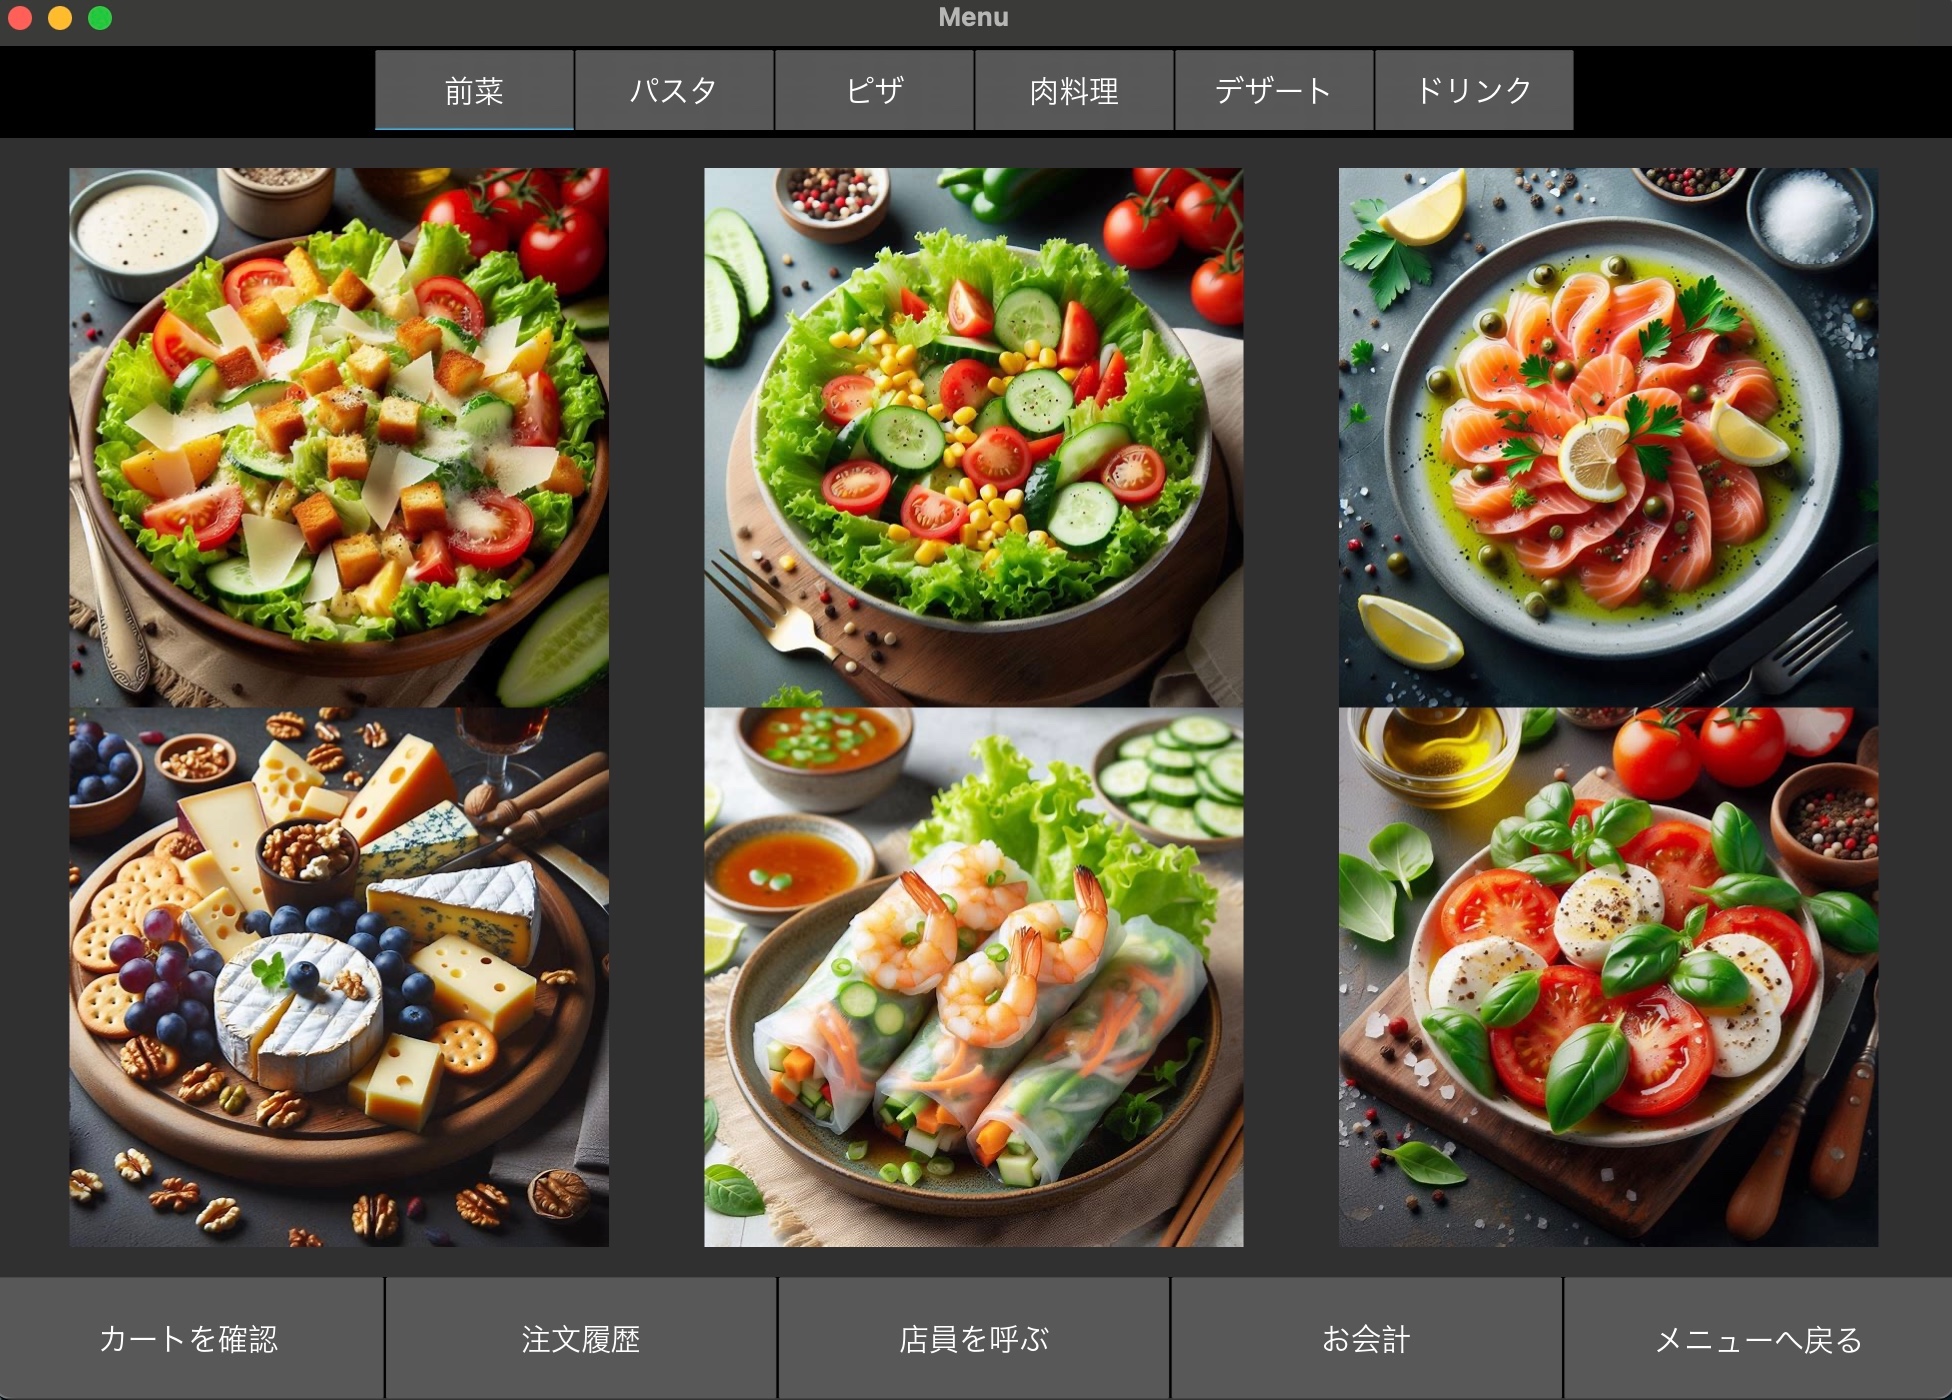 Menu
前菜
パスタ
ピザ
肉料理
デザート
ドリンク
カートを確認
注文履歴
店員を呼ぶ
お会計
メニューへ戻る